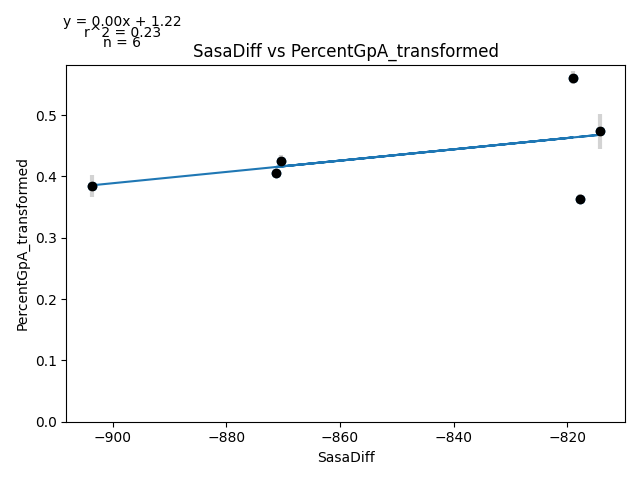 y = 0.00x + 1.22
r^2 = 0.23
n = 6
SasaDiff vs PercentGpA_transformed
PercentGpA_transformed
0.5
0.4
0.3
0.2
0.1
0.0
−900
−880
−860
−840
−820
SasaDiff